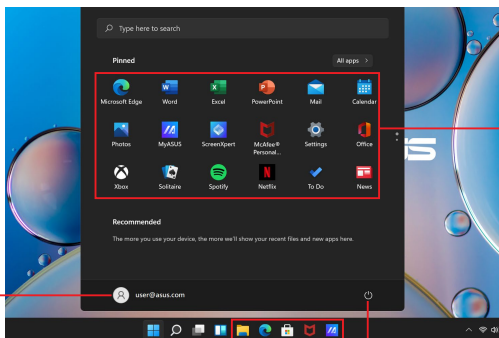 Type here to search
Pinned
All apps >
Microsoft Edge
Word
Excel
PowerPoint
Mail
Calendar
Photos
MyASUS
ScreenXpert
McAfee®
Personal...
Settings
Office
Xbox
Solitaire
Spotify
Netflix
To Do
News
Recommended
The more you use your device, the more we'll show your recent files and new apps here.
user@asus.com